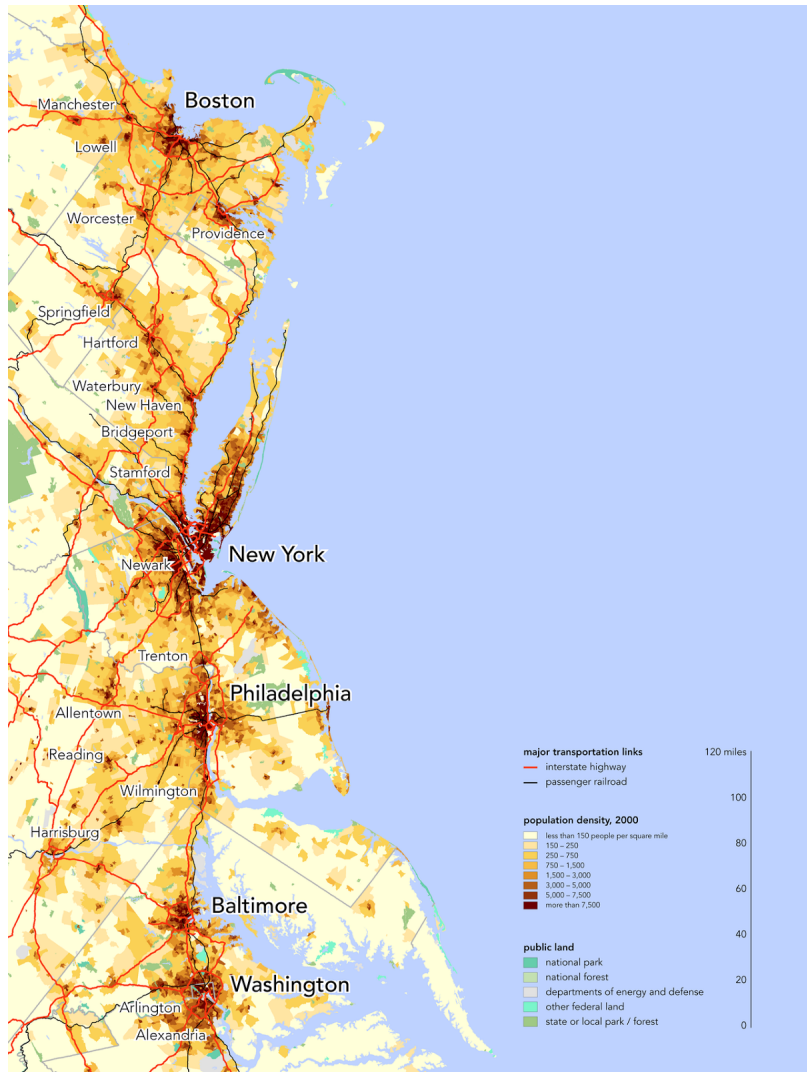 Boston
Manchester
Lowell
Worcester
Providence
Springfield
Hartford
Waterbury
New Haven
Bridgeport
Stamford
New York
Newark
Trenton
Philadelphia
Allentown
Reading
Wilmington
Harrisburg
Baltimore
Washington
Arlington
Alexandria
major transportation links
interstate highway
passenger railroad
population density, 2000
less than 150 people per square mile
150 – 250
250 – 750
750 – 1,500
1,500 – 3,000
3,000 – 5,000
5,000 – 7,500
more than 7,500
public land
national park
national forest
departments of energy and defense
other federal land
state or local park / forest
120 miles
100
80
60
40
20
0